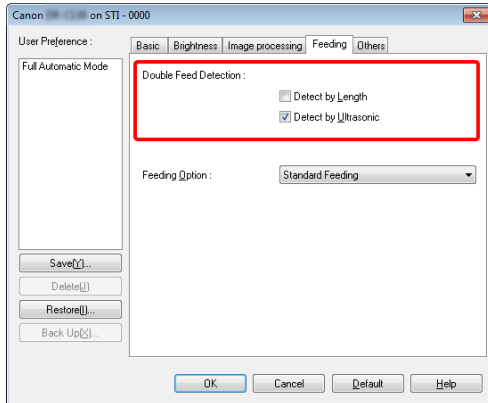 Canon on STI - 0000
User Preference :
Full Automatic Mode
Save(Y)...
Delete(J)
Restore(I)...
Back Up(X)...
Basic Brightness Image processing Feeding Others
Double Feed Detection :
Detect by Length
Detect by Ultrasonic
Feeding Option :
Standard Feeding
OK Cancel Default Help